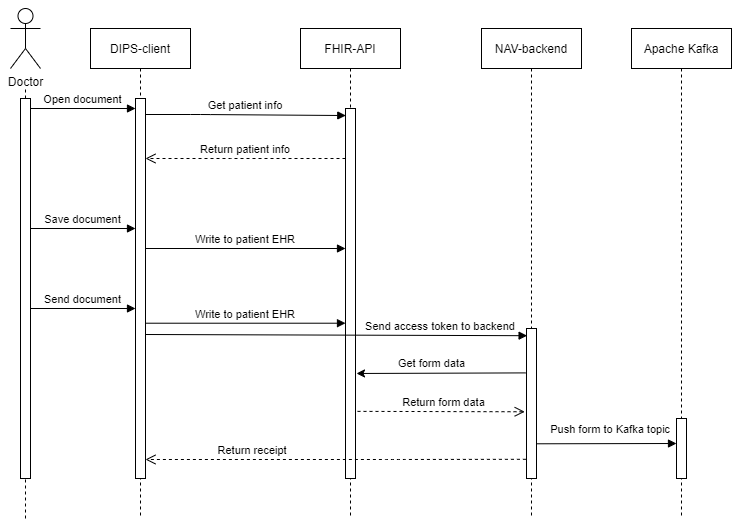 DIPS-client
FHIR-API
NAV-backend
Apache Kafka
Doctor
Open document
Get patient info
Return patient info
Save document
Write to patient EHR
Send document
Write to patient EHR
Send access token to backend
Get form data
Return form data
Push form to Kafka topic
Return receipt